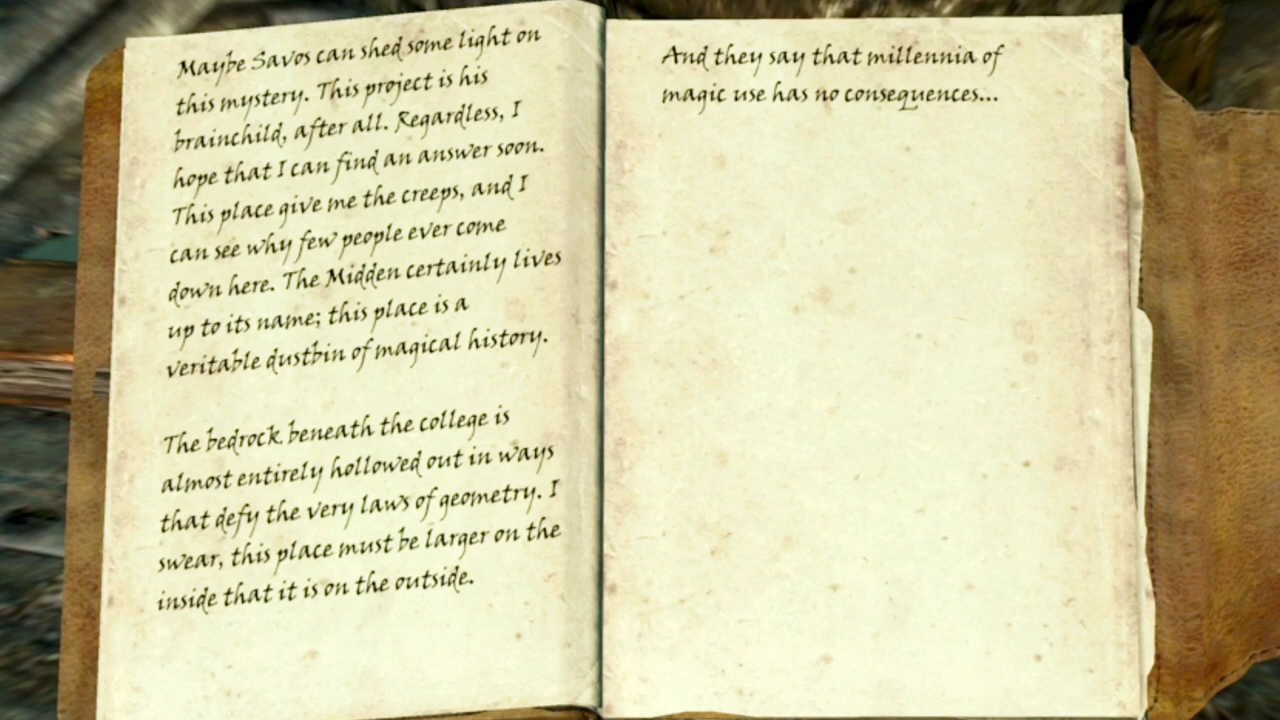 Maybe Savos can shed some light on
this mystery. This project is his
brainchild, after all. Regardless, I
hope that I can find an answer soon.
This place give me the creeps, and I
can see why few people ever come
down here. The Midden certainly lives
up to its name; this place is a
veritable dustbin of magical history.

The bedrock beneath the college is
almost entirely hollowed out in ways
that defy the very laws of geometry. I
swear, this place must be larger on the
inside that it is on the outside.

And they say that millennia of
magic use has no consequences...